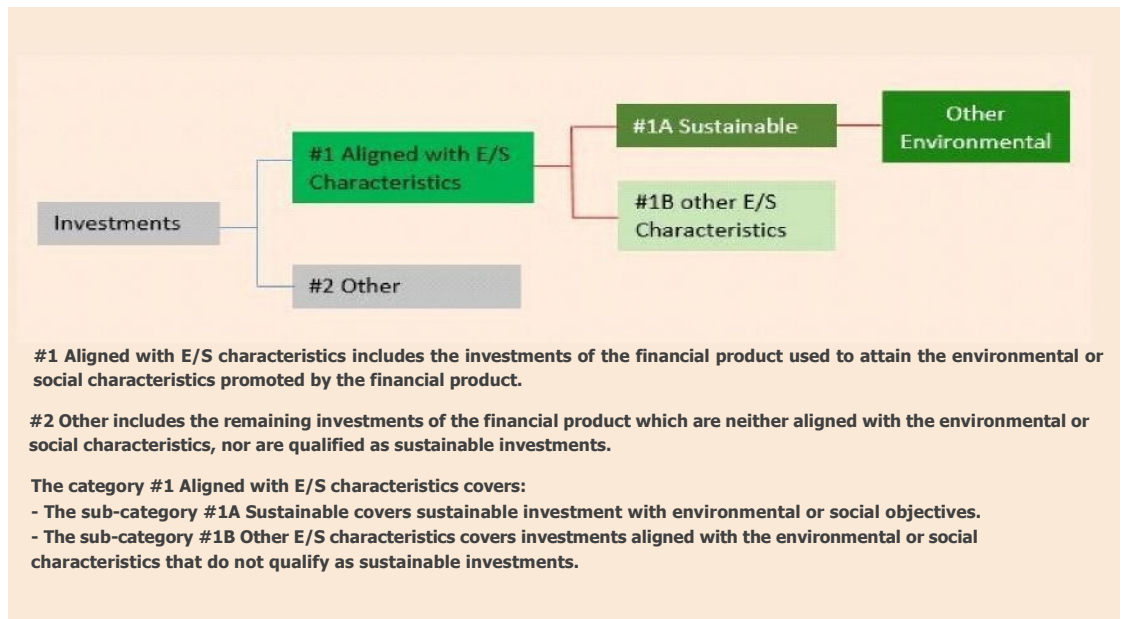 Other
Environmental
#1A Sustainable
#1 Aligned with E/S
Characteristics
#1B other E/S
Characteristics
Investments
#2 Other
#1 Aligned with E/S characteristics includes the investments of the financial product used to attain the environmental or
social characteristics promoted by the financial product.
#2 Other includes the remaining investments of the financial product which are neither aligned with the environmental or
social characteristics, nor are qualified as sustainable investments.
The category #1 Aligned with E/S characteristics covers:
- The sub-category #1A Sustainable covers sustainable investment with environmental or social objectives.
- The sub-category #1B Other E/S characteristics covers investments aligned with the environmental or social
characteristics that do not qualify as sustainable investments.